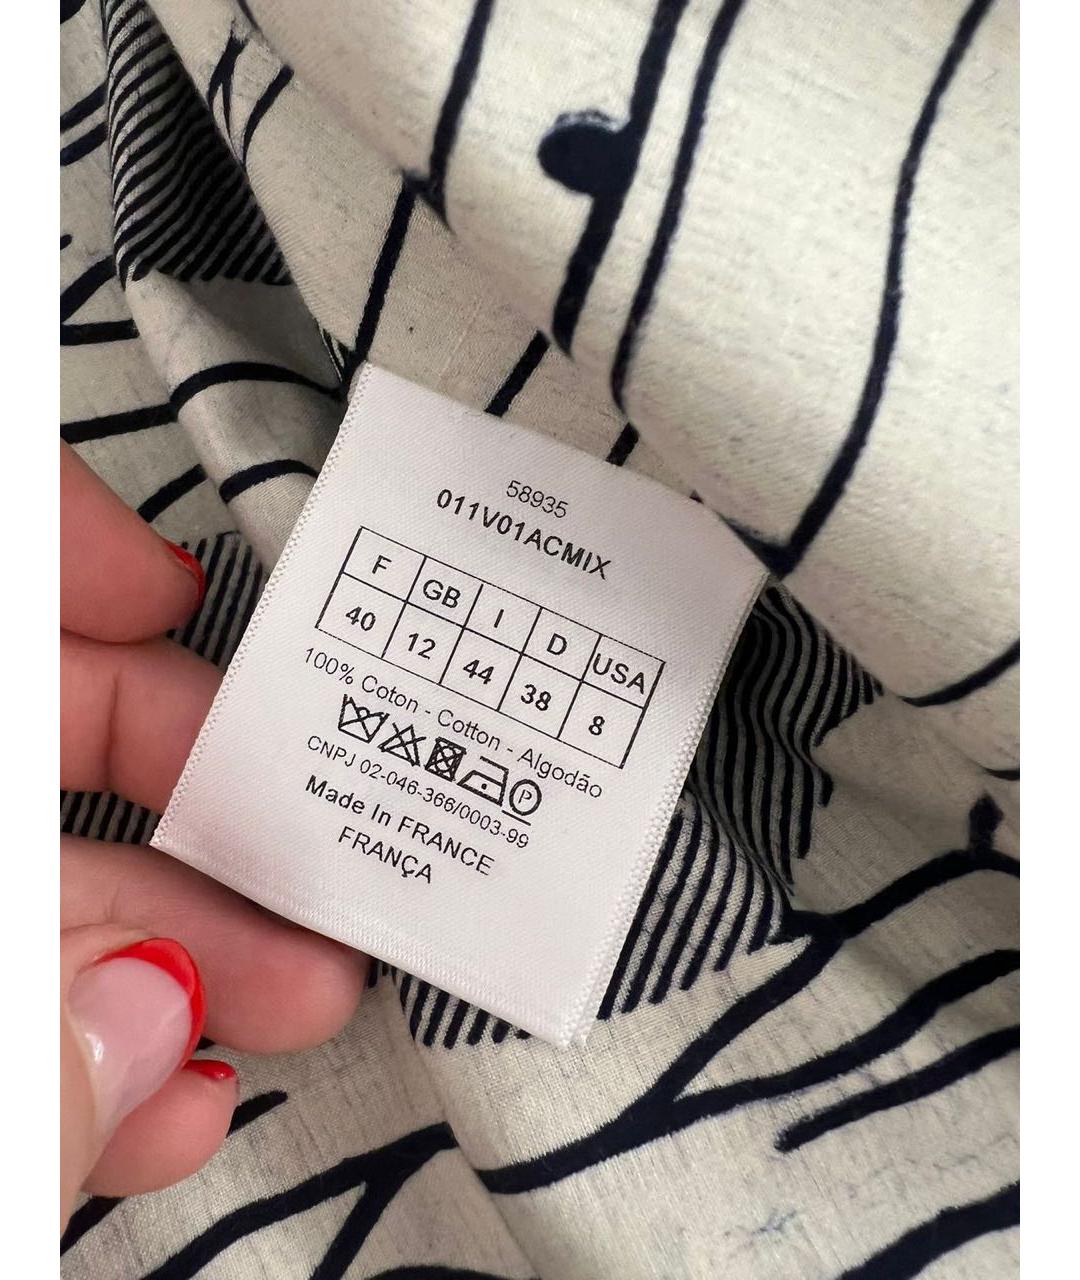 58935
011V01ACMIX
F GB I D USA
40 12 44 38 8
100% Coton - Cotton - Algodão
P
CNPJ 02-046-366/0003-99
Made In FRANCE
FRANÇA